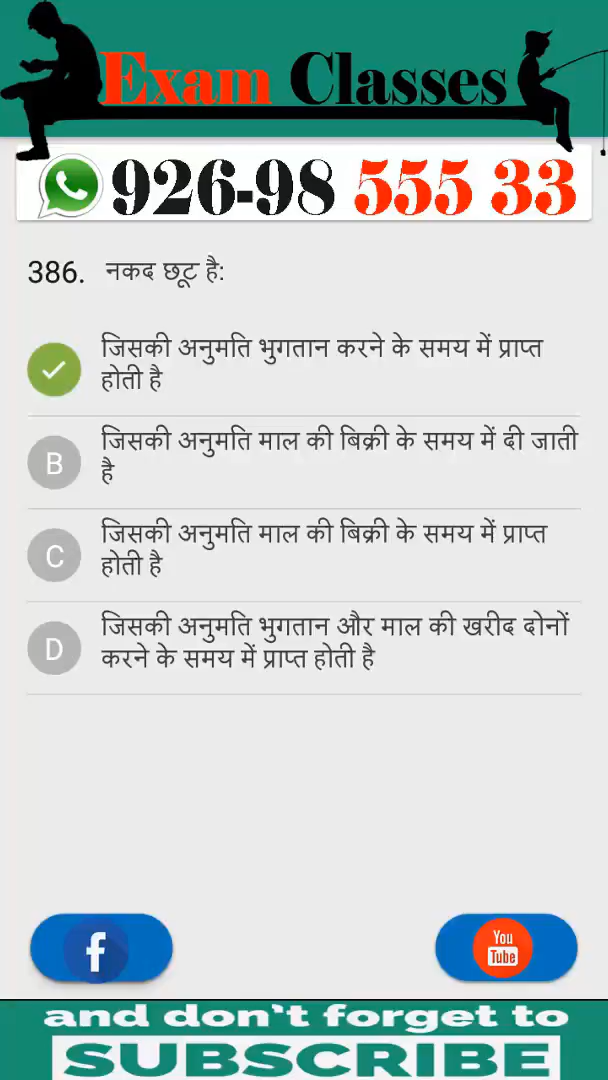 Exam Classes
926-98 555 33
386. नकद छूट है:
जिसकी अनुमति भुगतान करने के समय में प्राप्त
होती है
B जिसकी अनुमति माल की बिक्री के समय में दी जाती
है
C जिसकी अनुमति माल की बिक्री के समय में प्राप्त
होती है
D जिसकी अनुमति भुगतान और माल की खरीद दोनों
करने के समय में प्राप्त होती है
f
You
Tube
and don't forget to
SUBSCRIBE